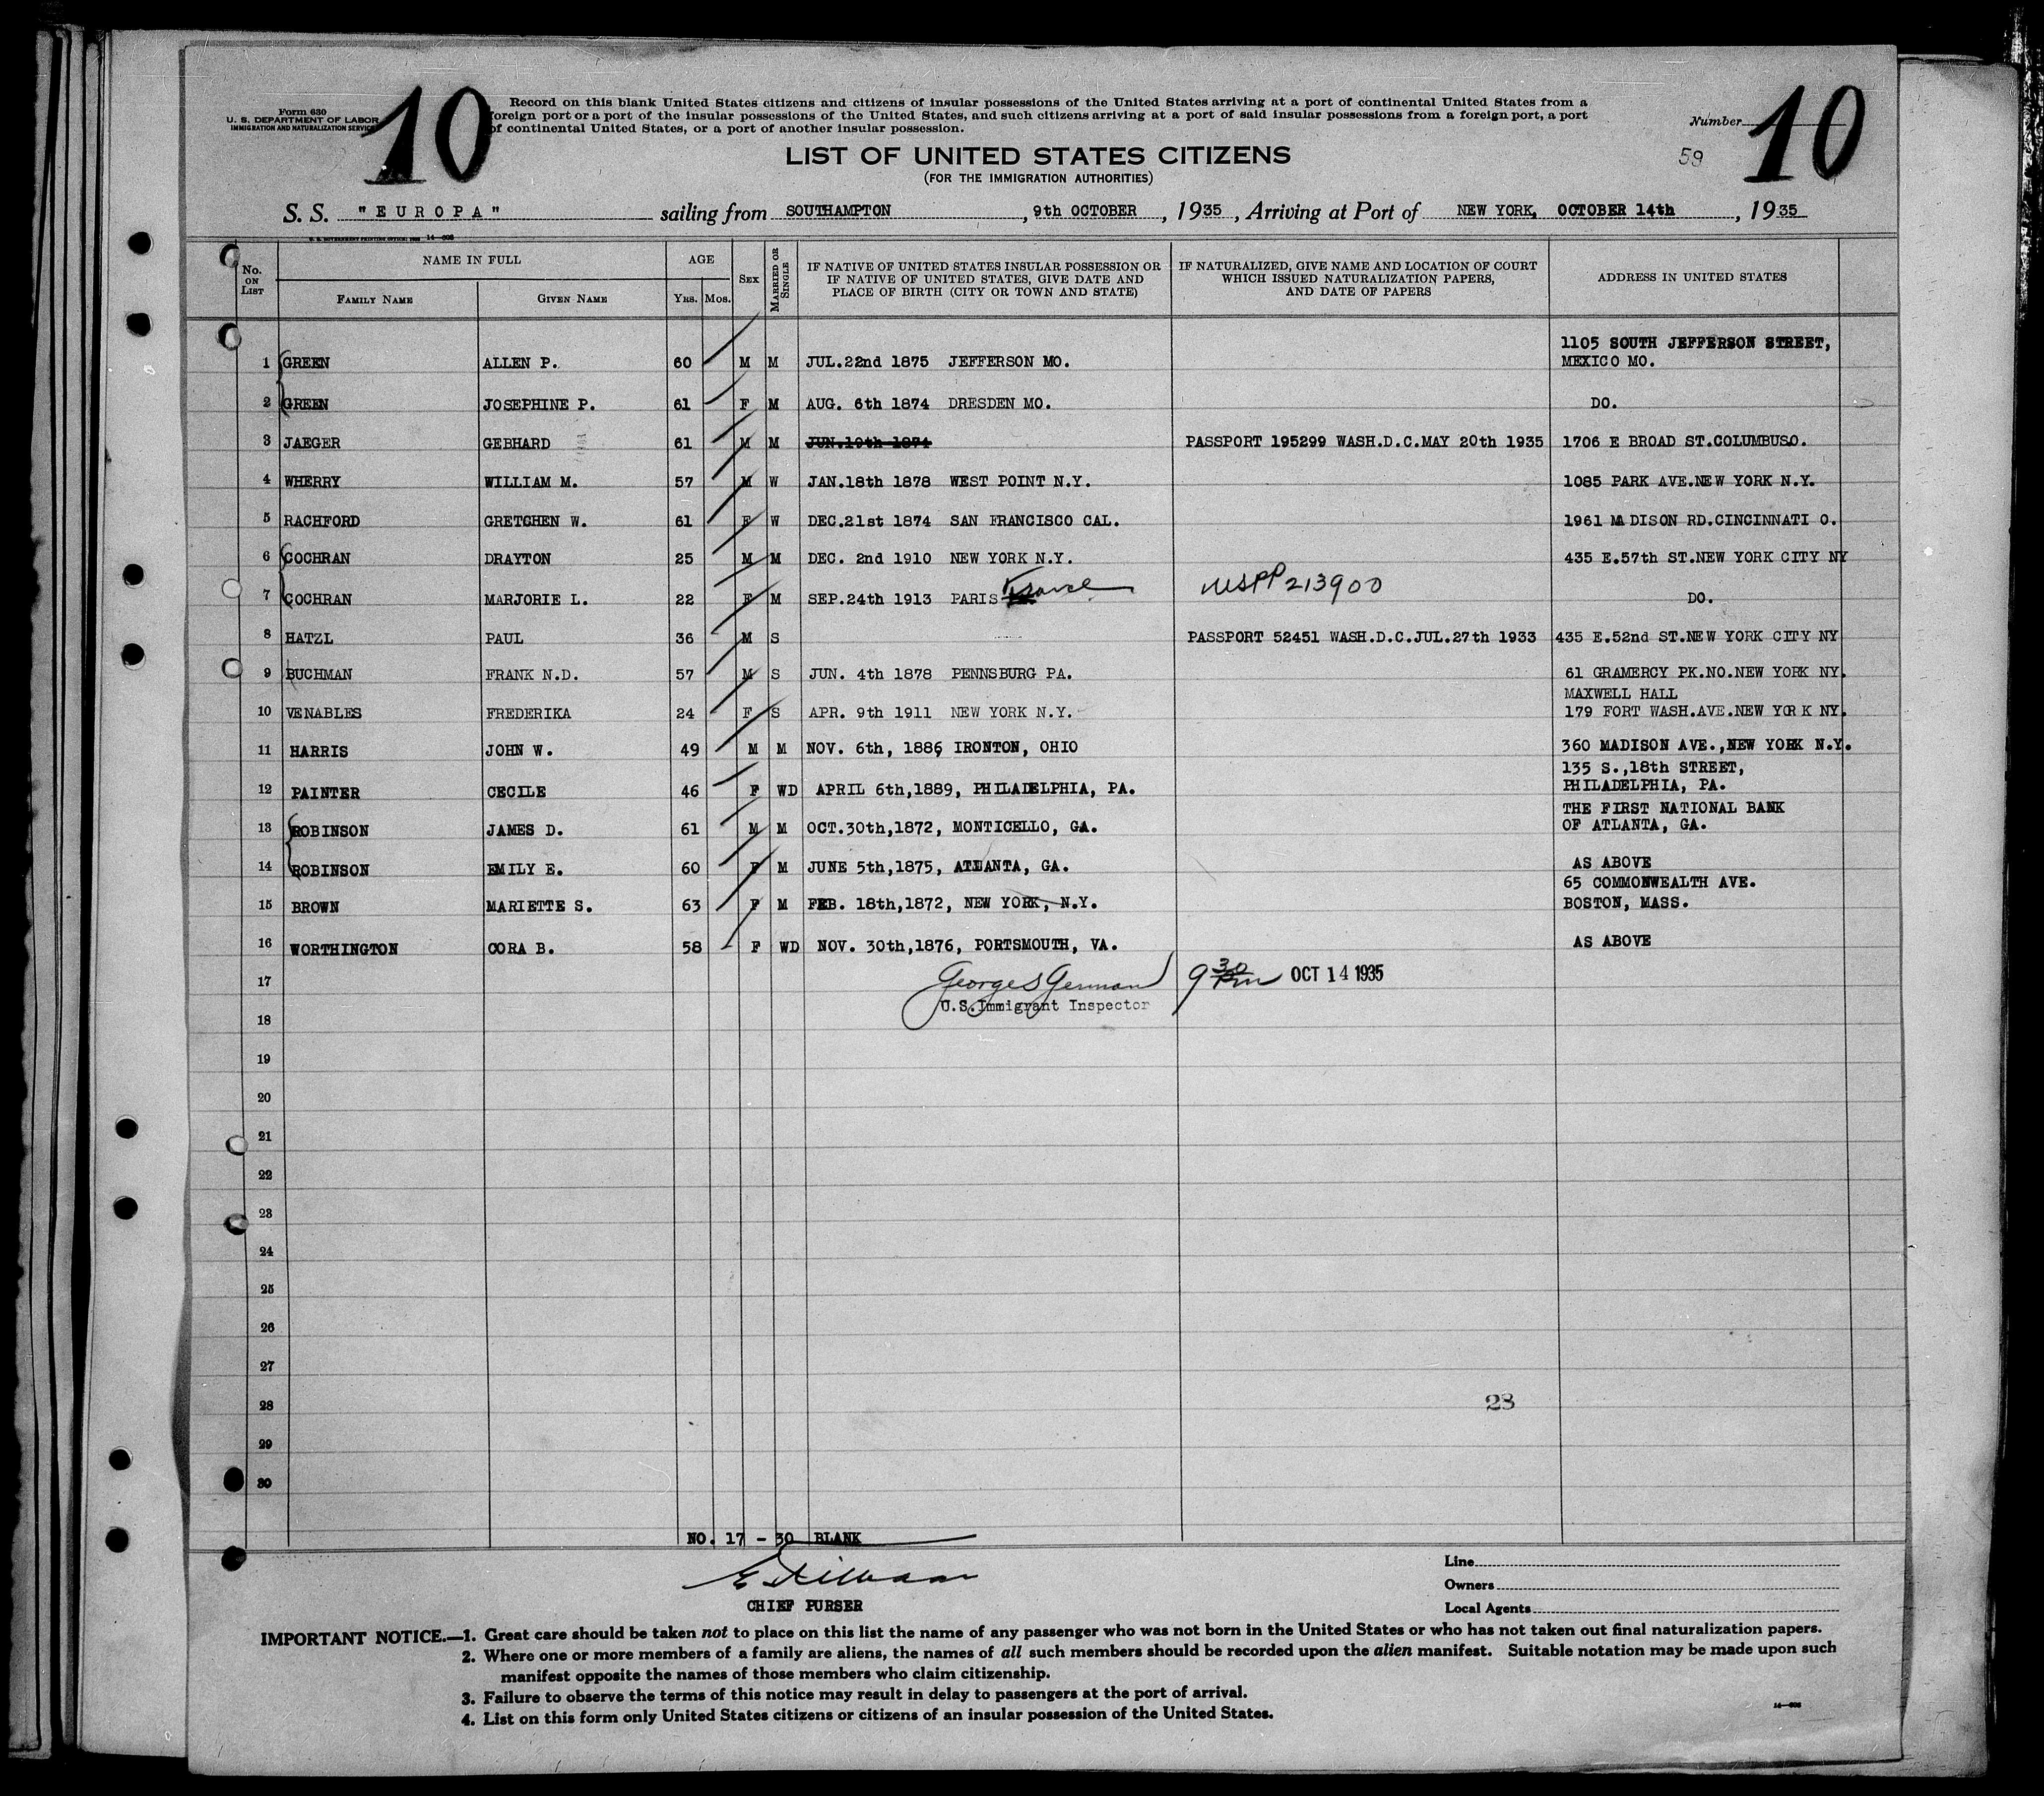 Form 630
U. S. DEPARTMENT OF LABOR
IMMIGRATION AND NATURALIZATION SERVICE
10
Record on this blank United States citizens and citizens of insular possessions of the United States arriving at a port of continental United States from a
foreign port or a port of the insular possessions of the United States, and such citizens arriving at a port of said insular possessions from a foreign port, a port
of continental United States, or a port of another insular possession.
Number 10
59
LIST OF UNITED STATES CITIZENS
(FOR THE IMMIGRATION AUTHORITIES)
S. S. "EUROPA" sailing from SOUTHAMPTON, 9th OCTOBER, 1935, Arriving at Port of NEW YORK, OCTOBER 14th, 1935
No. ON LIST NAME IN FULL FAMILY NAME GIVEN NAME AGE YRS. MOS. SEX MARRIED OR SINGLE IF NATIVE OF UNITED STATES INSULAR POSSESSION OR IF NATIVE OF UNITED STATES, GIVE DATE AND PLACE OF BIRTH (CITY OR TOWN AND STATE) IF NATURALIZED, GIVE NAME AND LOCATION OF COURT WHICH ISSUED NATURALIZATION PAPERS, AND DATE OF PAPERS ADDRESS IN UNITED STATES
1105 SOUTH JEFFERSON STREET,
1 GREEN ALLEN P. 60 M M JUL.22nd 1875 JEFFERSON MO. MEXICO MO.
2 GREEN JOSEPHINE P. 61 F M AUG. 6th 1874 DRESDEN MO. DO.
3 JAEGER GEBHARD 61 M M JUN.19th 1874 PASSPORT 195299 WASH.D.C.MAY 20th 1935 1706 E BROAD ST.COLUMBUSO.
4 WHERRY WILLIAM M. 57 M W JAN.18th 1878 WEST POINT N.Y. 1085 PARK AVE.NEW YORK N.Y.
5 RACHFORD GRETCHEN W. 61 F W DEC.21st 1874 SAN FRANCISCO CAL. 1961 MADISON RD.CINCINNATI O.
6 COCHRAN DRAYTON 25 M M DEC. 2nd 1910 NEW YORK N.Y. 435 E.57th ST.NEW YORK CITY NY
7 COCHRAN MARJORIE L. 22 F M SEP.24th 1913 PARIS France USPP 213900 DO.
8 HATZL PAUL 36 M S PASSPORT 52451 WASH.D.C.JUL.27th 1933 435 E.52nd ST.NEW YORK CITY NY
9 BUCHMAN FRANK N.D. 57 M S JUN. 4th 1878 PENNSBURG PA. 61 GRAMERCY PK.NO.NEW YORK NY.
MAXWELL HALL
10 VENABLES FREDERIKA 24 F S APR. 9th 1911 NEW YORK N.Y. 179 FORT WASH.AVE.NEW YORK NY.
11 HARRIS JOHN W. 49 M M NOV. 6th, 1886 IRONTON, OHIO 360 MADISON AVE.,NEW YORK N.Y.
135 S.,18th STREET,
12 PAINTER CECILE 46 F WD APRIL 6th,1889, PHILADELPHIA, PA. PHILADELPHIA, PA.
THE FIRST NATIONAL BANK
13 ROBINSON JAMES D. 61 M M OCT.30th,1872, MONTICELLO, GA. OF ATLANTA, GA.
14 ROBINSON EMILY E. 60 F M JUNE 5th,1875, ATLANTA, GA. AS ABOVE
65 COMMONWEALTH AVE.
15 BROWN MARIETTE S. 63 F M FEB. 18th,1872, NEW YORK, N.Y. BOSTON, MASS.
16 WORTHINGTON CORA B. 58 F WD NOV. 30th,1876, PORTSMOUTH, VA. AS ABOVE
17 George S German 9 30 Pm OCT 14 1935
U.S.Immigrant Inspector
18
19
20
21
22
23
24
25
26
27
28 23
29
30
NO. 17 - 30 BLANK
CHIEF PURSER
Line
Owners
Local Agents
IMPORTANT NOTICE.—1. Great care should be taken not to place on this list the name of any passenger who was not born in the United States or who has not taken out final naturalization papers.
2. Where one or more members of a family are aliens, the names of all such members should be recorded upon the alien manifest. Suitable notation may be made upon such
manifest opposite the names of those members who claim citizenship.
3. Failure to observe the terms of this notice may result in delay to passengers at the port of arrival.
4. List on this form only United States citizens or citizens of an insular possession of the United States.